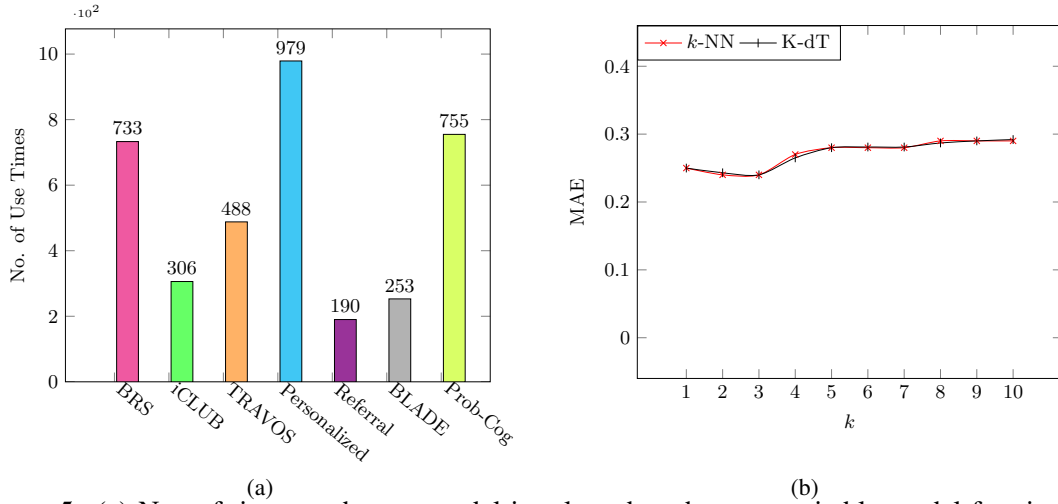 ·10²
10
8
6
4
2
0
No. of Use Times
733
306
488
979
190
253
755
BRS
iCLUB
TRAVOS
Personalized
Referral
BLADE
Prob-Cog
(a)
k-NN
K-dT
0.4
0.3
0.2
0.1
0
MAE
1 2 3 4 5 6 7 8 9 10
k
(b)